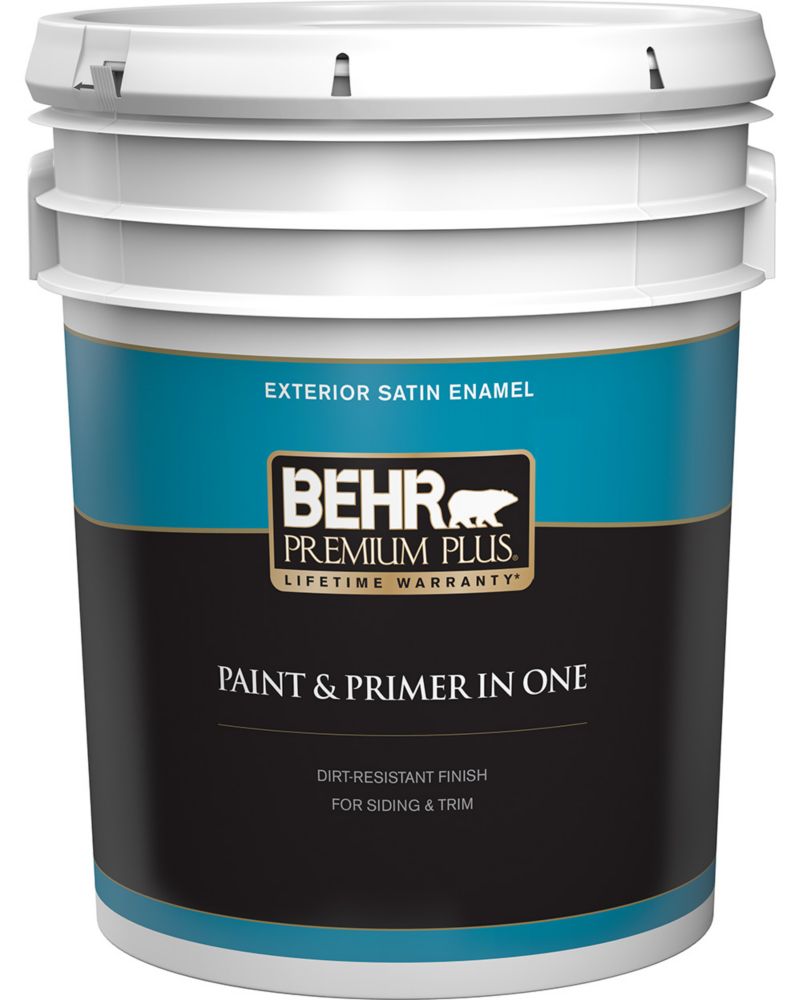 EXTERIOR SATIN ENAMEL
BEHR
PREMIUM PLUS®
LIFETIME WARRANTY*
PAINT & PRIMER IN ONE
DIRT-RESISTANT FINISH
FOR SIDING & TRIM